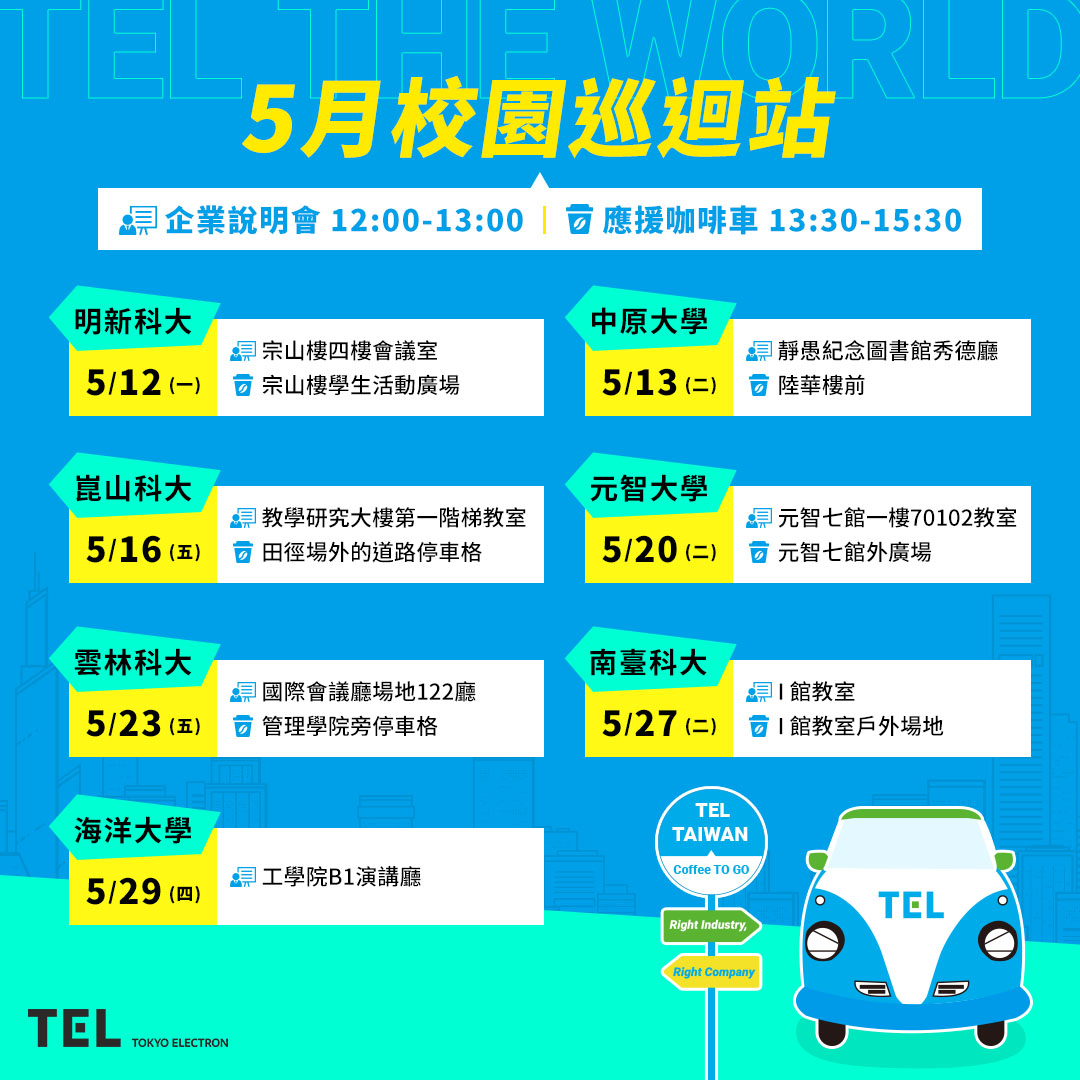 TEL THE WORLD
5月校園巡迴站
企業說明會 12:00-13:00 | 應援咖啡車 13:30-15:30
明新科大
5/12 (一)
宗山樓四樓會議室
宗山樓學生活動廣場
中原大學
5/13 (二)
靜愚紀念圖書館秀德廳
陸華樓前
崑山科大
5/16 (五)
教學研究大樓第一階梯教室
田徑場外的道路停車格
元智大學
5/20 (二)
元智七館一樓70102教室
元智七館外廣場
雲林科大
5/23 (五)
國際會議廳場地122廳
管理學院旁停車格
南臺科大
5/27 (二)
I 館教室
I 館教室戶外場地
海洋大學
5/29 (四)
工學院B1演講廳
TEL
TAIWAN
Coffee TO GO
Right Industry,
Right Company
TEL
TEL TOKYO ELECTRON